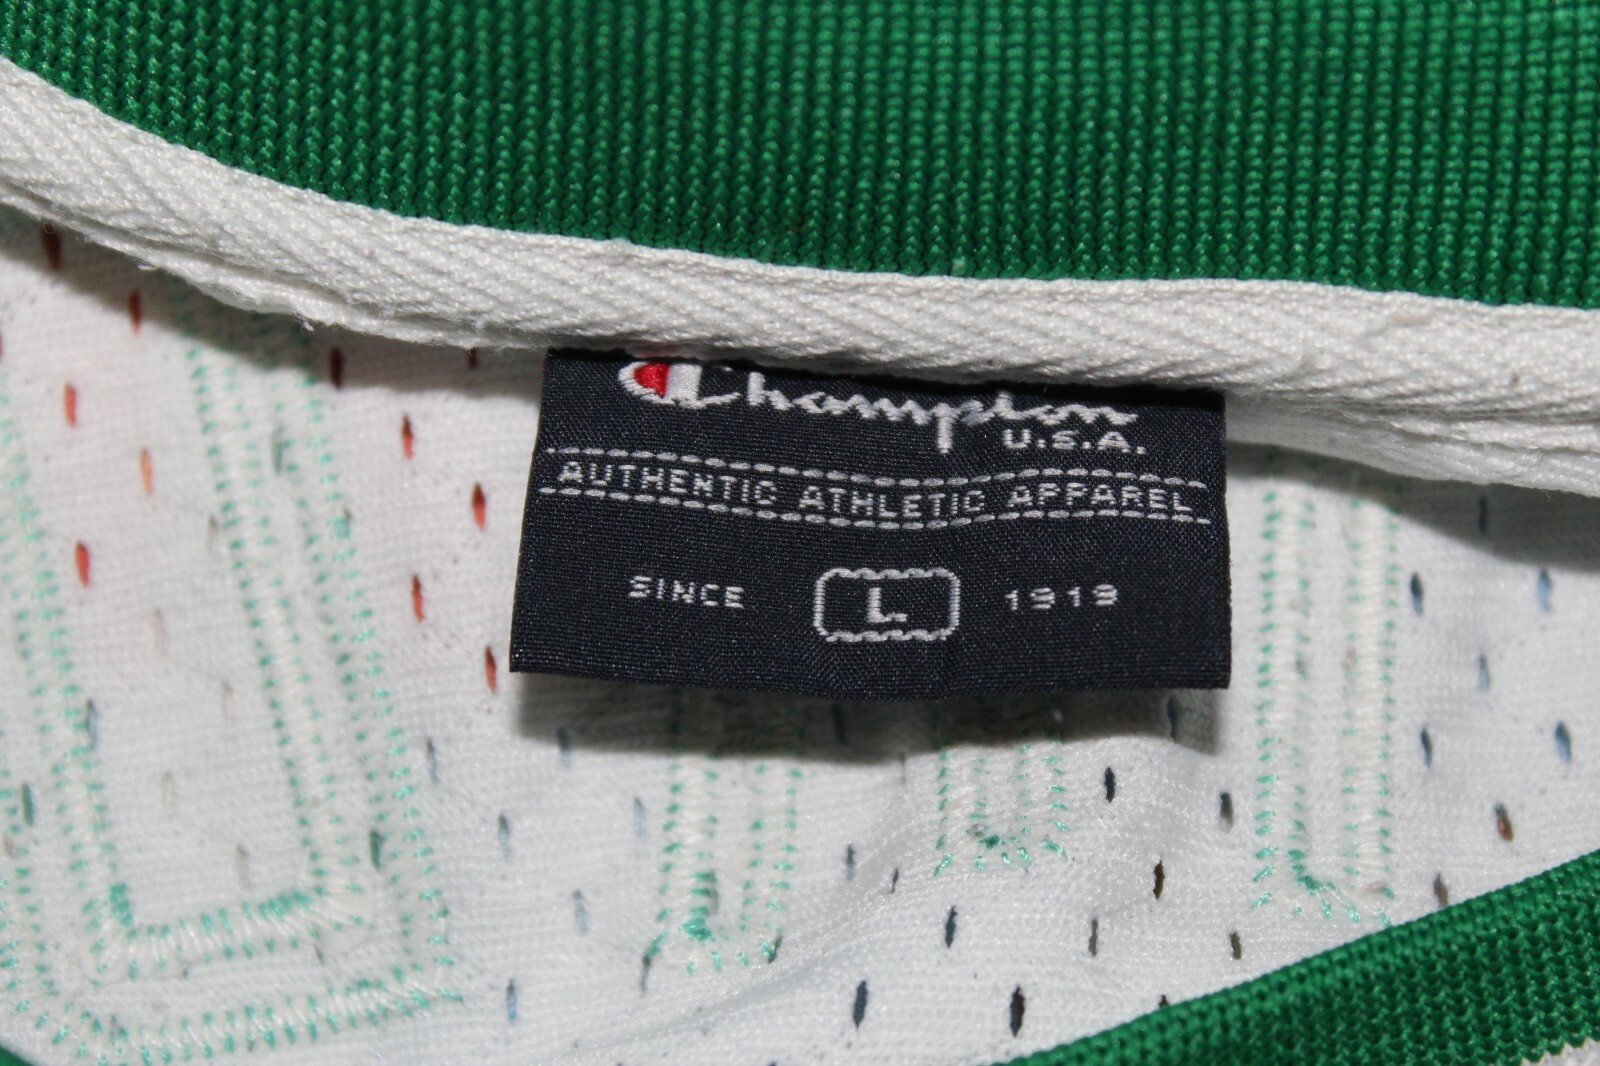 Champion
U.S.A.
AUTHENTIC ATHLETIC APPAREL
SINCE L 1919